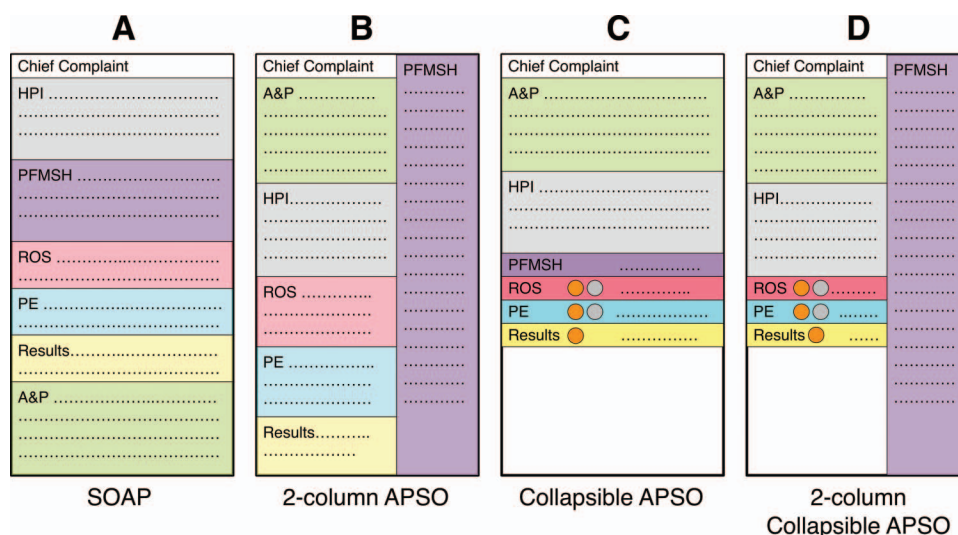 A
B
C
D
Chief Complaint
HPI
PFMSH
ROS
PE
Results
A&P
SOAP
Chief Complaint
PFMSH
A&P
HPI
ROS
PE
Results
2-column APSO
Chief Complaint
A&P
HPI
PFMSH
ROS
PE
Results
Collapsible APSO
Chief Complaint
PFMSH
A&P
HPI
ROS
PE
Results
2-column
Collapsible APSO